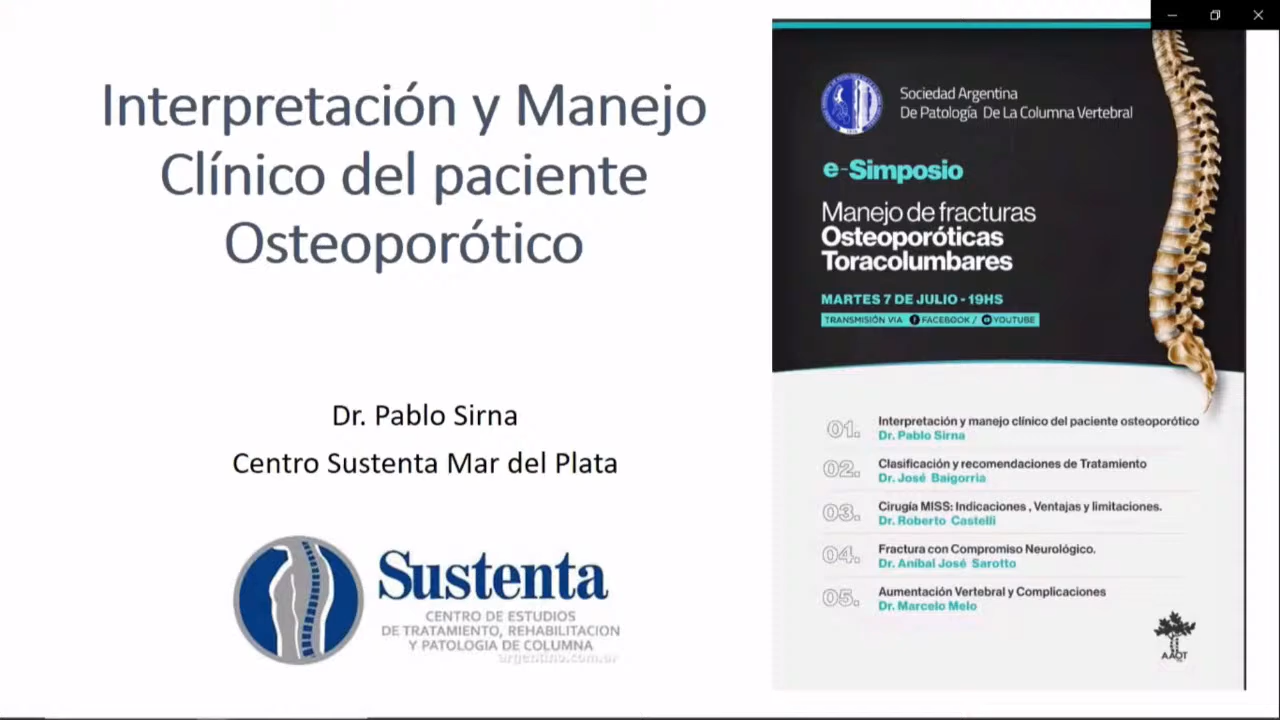 Interpretación y Manejo
Clínico del paciente
Osteoporótico
Dr. Pablo Sirna
Centro Sustenta Mar del Plata
Sustenta
CENTRO DE ESTUDIOS
DE TRATAMIENTO, REHABILITACION
Y PATOLOGIA DE COLUMNA
argentino.com.ar
Sociedad Argentina
De Patología De La Columna Vertebral
e-Simposio
Manejo de fracturas
Osteoporóticas
Toracolumbares
MARTES 7 DE JULIO - 19HS
TRANSMISIÓN VIA FACEBOOK / YOUTUBE
01. Interpretación y manejo clínico del paciente osteoporótico
Dr. Pablo Sirna
02. Clasificación y recomendaciones de Tratamiento
Dr. José Baigorria
03. Cirugía MISS: Indicaciones , Ventajas y limitaciones.
Dr. Roberto Castelli
04. Fractura con Compromiso Neurológico.
Dr. Aníbal José Sarotto
05. Aumentación Vertebral y Complicaciones
Dr. Marcelo Melo
AAOT